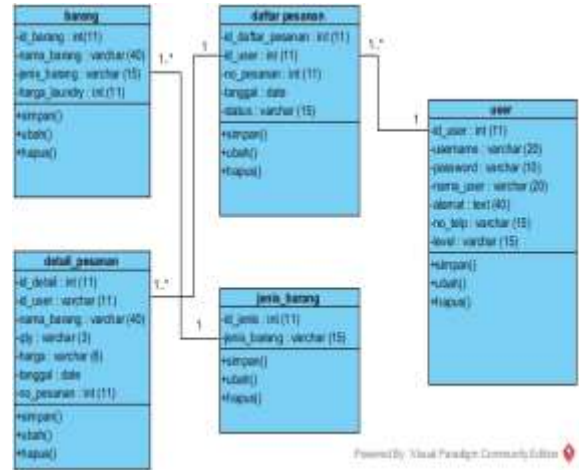 barang
-id_barang : int(11)
-nama_barang : varchar (40)
-jenis_barang : varchar (15)
-harga_laundry : int (11)
+simpan()
+ubah()
+hapus()
daftar pesanan
-id_daftar_pesanan : int (11)
-id_user : int (11)
-no_pesanan : int (11)
-tanggal : date
-status : varchar (15)
+simpan()
+ubah()
+hapus()
1..*
1
1..*
1
user
-id_user : int (11)
-username : varchar (20)
-password : varchar (10)
-nama_user : varchar (20)
-alamat : text (40)
-no_telp : varchar (15)
-level : varchar (15)
+simpan()
+ubah()
+hapus()
detail_pesanan
-id_detail : int (11)
-id_user : varchar (11)
-nama_barang : varchar (40)
-qty : varchar (3)
-harga : varchar (6)
-tanggal : date
-no_pesanan : int (11)
+simpan()
+ubah()
+hapus()
1..*
1
jenis_barang
-id_jenis : int (11)
-jenis_barang : varchar (15)
+simpan()
+ubah()
+hapus()
Powered By Visual Paradigm Community Edition